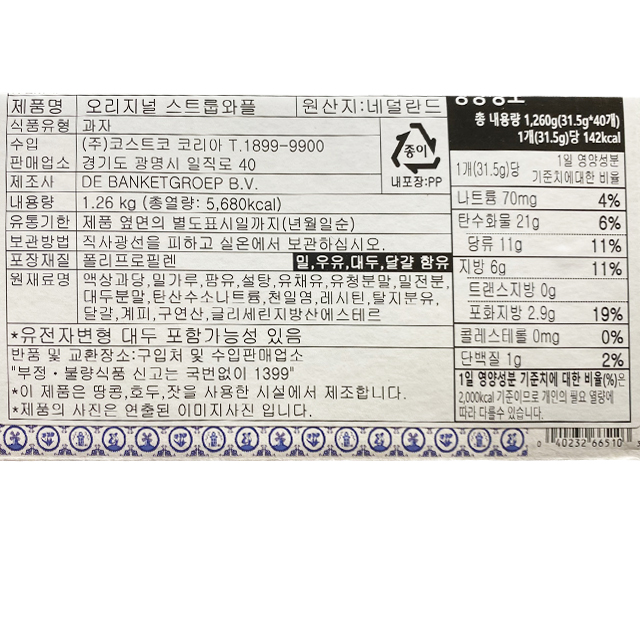 제품명 오리지널 스트룹와플 원산지:네덜란드
식품유형 과자
수입 (주)코스트코 코리아 T.1899-9900
판매업소 경기도 광명시 일직로 40
제조사 DE BANKETGROEP B.V.
종이
내포장:PP
내용량 1.26 kg (총열량: 5,680kcal)
유통기한 제품 옆면의 별도표시일까지(년월일순)
보관방법 직사광선을 피하고 실온에서 보관하십시오.
포장재질 폴리프로필렌 밀,우유,대두,달걀 함유
원재료명 액상과당,밀가루,팜유,설탕,유채유,유청분말,밀전분,
대두분말,탄산수소나트륨,천일염,레시틴,탈지분유,
달걀,계피,구연산,글리세린지방산에스테르
*유전자변형 대두 포함가능성 있음
반품 및 교환장소:구입처 및 수입판매업소
"부정·불량식품 신고는 국번없이 1399"
*이 제품은 땅콩,호두,잣을 사용한 시설에서 제조합니다.
*제품의 사진은 연출된 이미지사진 입니다.
영양정보
총 내용량 1,260g(31.5g*40개)
1개(31.5g)당 142kcal
1개(31.5g)당 1일 영양성분
기준치에대한 비율
나트륨 70mg 4%
탄수화물 21g 6%
당류 11g 11%
지방 6g 11%
트랜스지방 0g
포화지방 2.9g 19%
콜레스테롤 0mg 0%
단백질 1g 2%
1일 영양성분 기준치에 대한 비율(%)은
2,000kcal 기준이므로 개인의 필요 열량에
따라 다를수 있습니다.
0 40232 66510 3